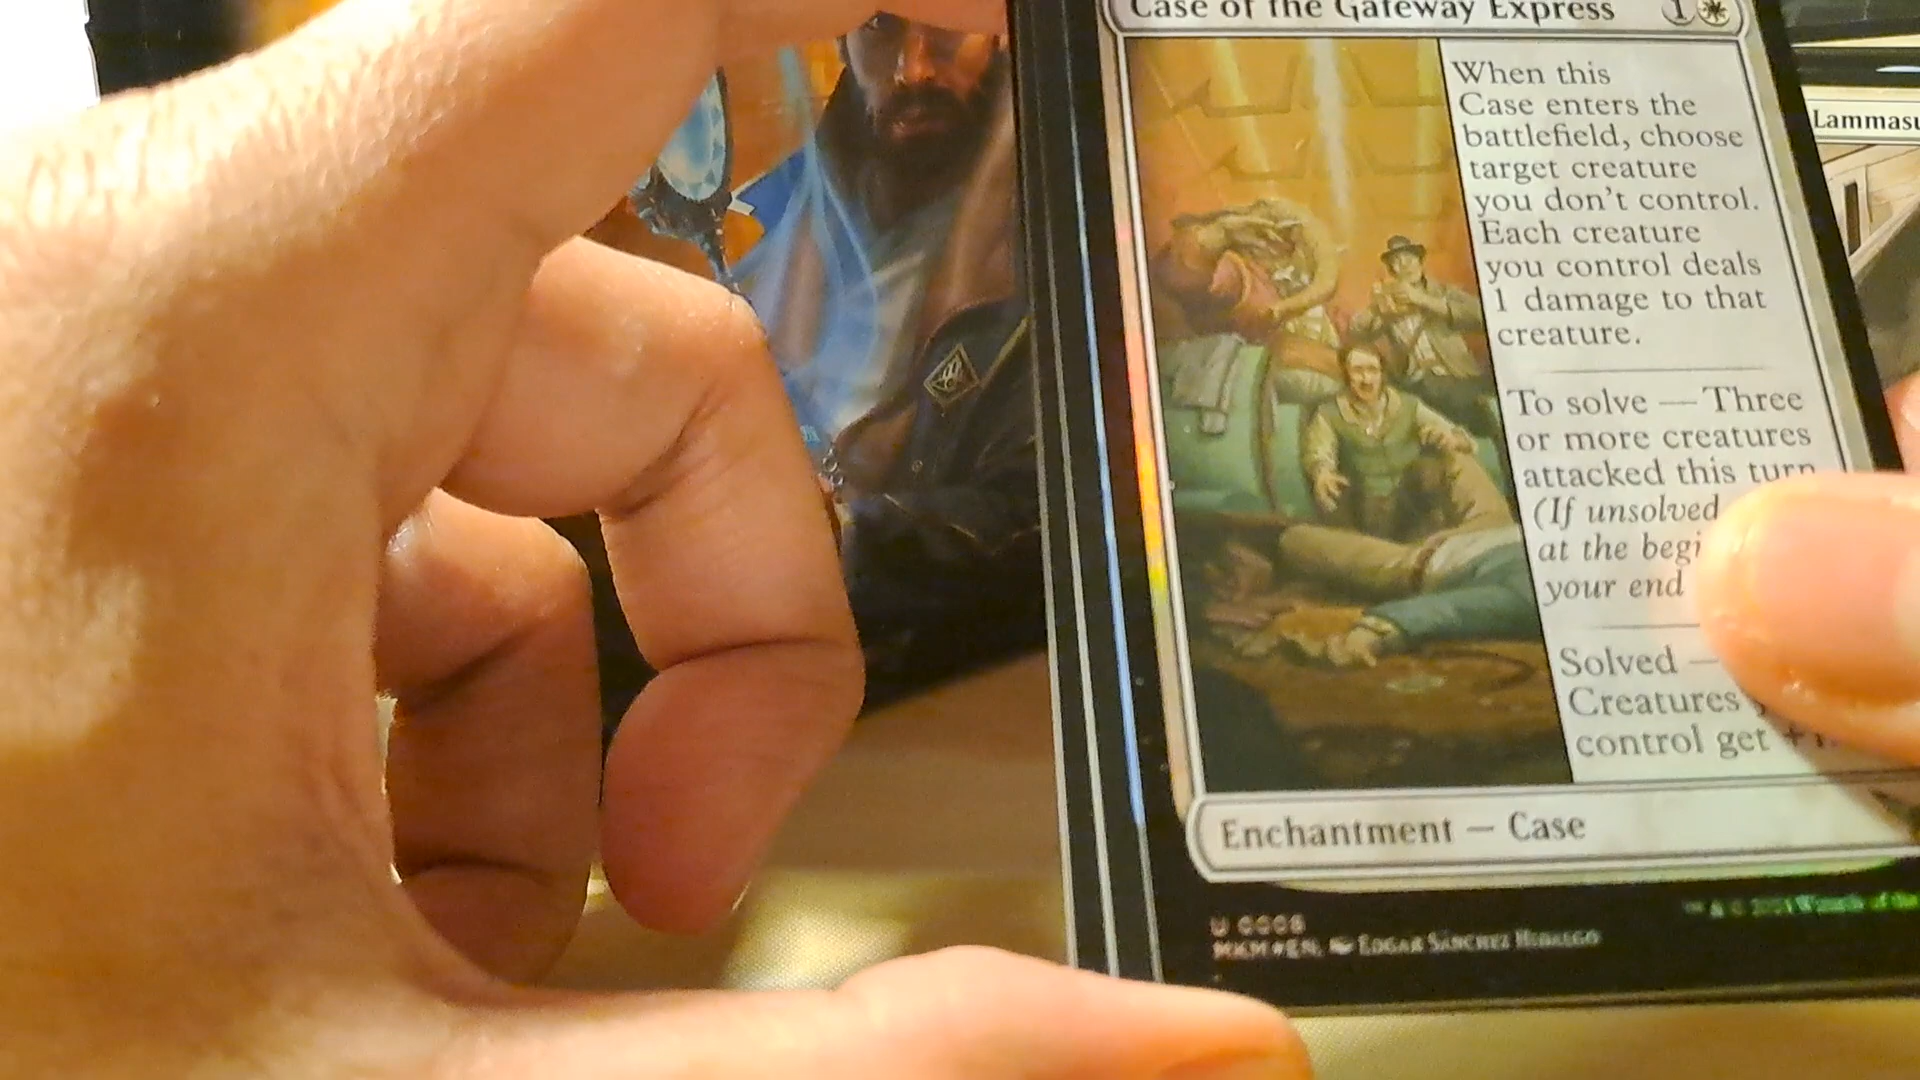 Case of the Gateway Express 1
Lammasu
When this
Case enters the
battlefield, choose
target creature
you don't control.
Each creature
you control deals
1 damage to that
creature.
To solve — Three
or more creatures
attacked this turn
(If unsolved
at the begi
your end
Solved —
Creatures
control get +1
Enchantment — Case
U 0008
MKM • EN EDGAR SÁNCHEZ HIDALGO